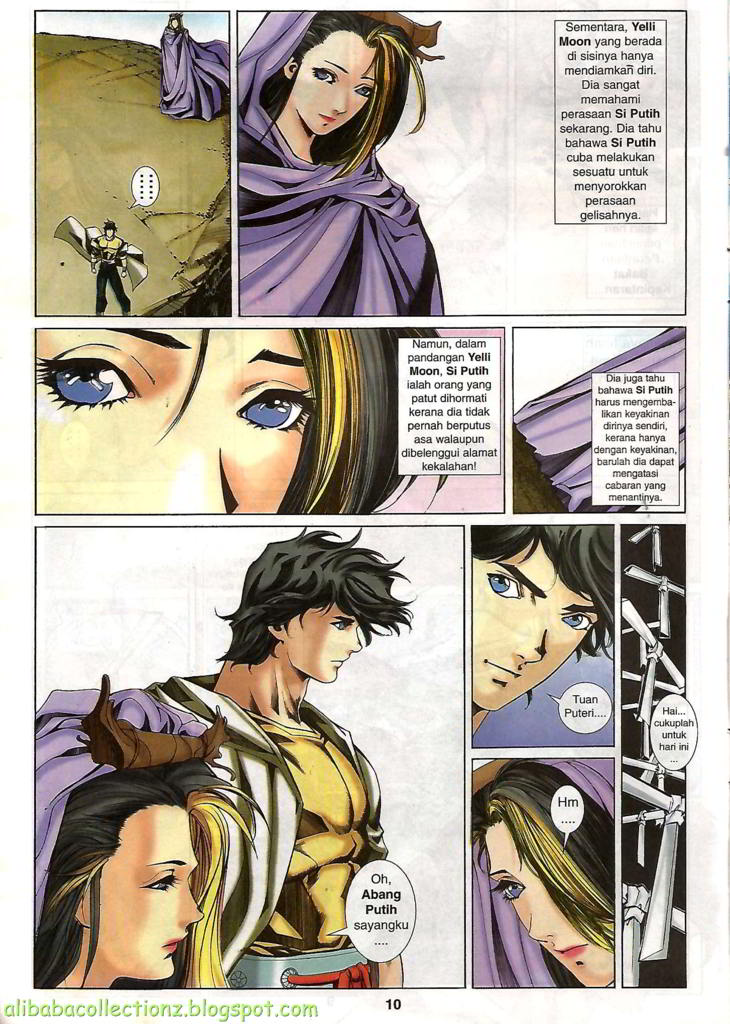 Sementara, Yelli
Moon yang berada
di sisinya hanya
mendiamkan diri.
Dia sangat
memahami
perasaan Si Putih
sekarang. Dia tahu
bahawa Si Putih
cuba melakukan
sesuatu untuk
menyorokkan
perasaan
gelisahnya.
Namun, dalam
pandangan Yelli
Moon, Si Putih
ialah orang yang
patut dihormati
kerana dia tidak
pernah berputus
asa walaupun
dibelenggui alamat
kekalahan!
Dia juga tahu
bahawa Si Putih
harus mengemba-
likan keyakinan
dirinya sendiri,
kerana hanya
dengan keyakinan,
barulah dia dapat
mengatasi
cabaran yang
menantinya.
Oh,
Abang
Putih
sayangku
....
Tuan
Puteri....
Hm
....
Hai...
cukuplah
untuk
hari ini
...
10
alibabacollectionz.blogspot.com